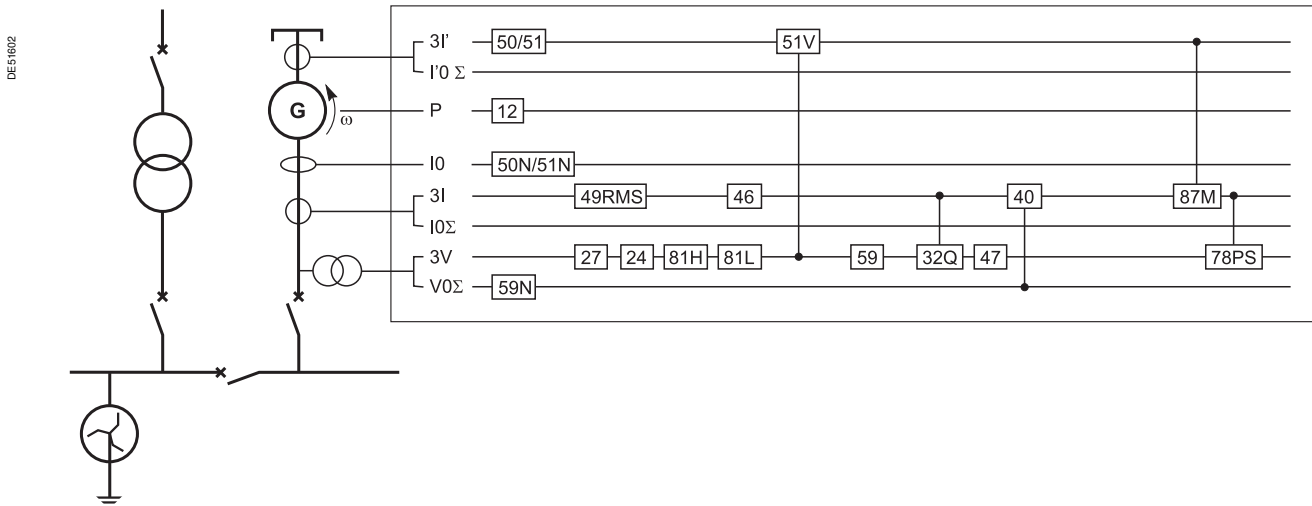 DE51602
3I' 50/51 51V
I'0 Σ
G ω P 12
I0 50N/51N
3I 49RMS 46 40 87M
I0Σ
3V 27 24 81H 81L 59 32Q 47 78PS
V0Σ 59N